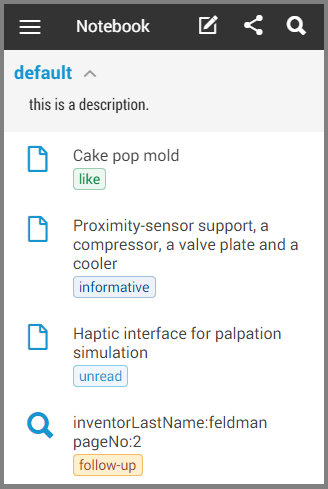 Notebook
default
this is a description.
Cake pop mold
like
Proximity-sensor support, a
compressor, a valve plate and a
cooler
informative
Haptic interface for palpation
simulation
unread
inventorLastName:feldman
pageNo:2
follow-up